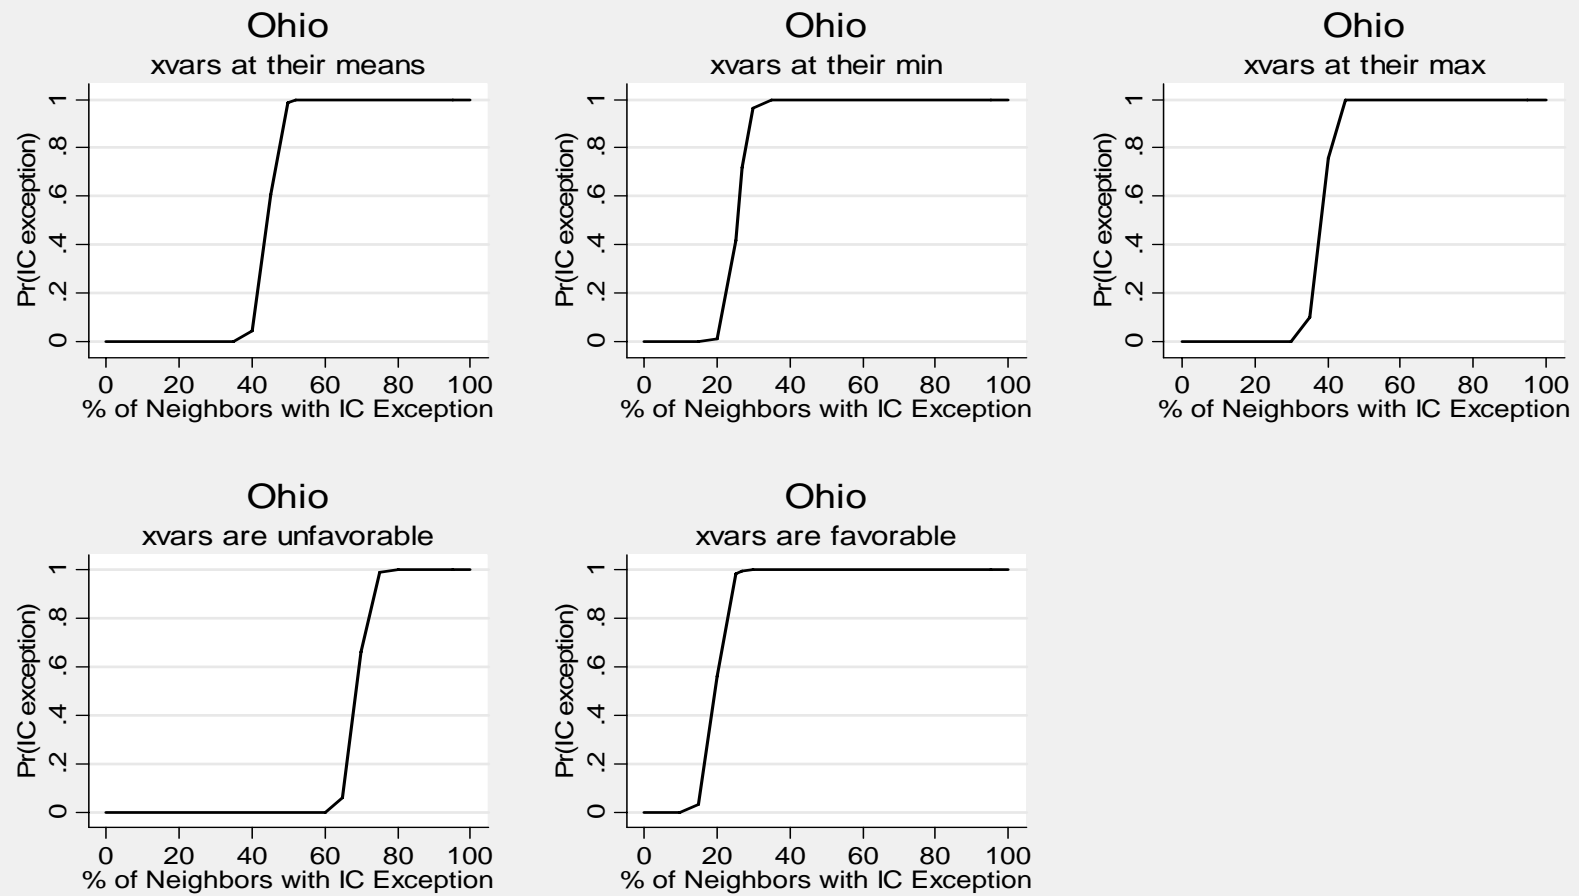 Ohio
xvars at their means
Pr(IC exception)
1
.8
.6
.4
.2
0
0 20 40 60 80 100
% of Neighbors with IC Exception
Ohio
xvars at their min
Pr(IC exception)
1
.8
.6
.4
.2
0
0 20 40 60 80 100
% of Neighbors with IC Exception
Ohio
xvars at their max
Pr(IC exception)
1
.8
.6
.4
.2
0
0 20 40 60 80 100
% of Neighbors with IC Exception
Ohio
xvars are unfavorable
Pr(IC exception)
1
.8
.6
.4
.2
0
0 20 40 60 80 100
% of Neighbors with IC Exception
Ohio
xvars are favorable
Pr(IC exception)
1
.8
.6
.4
.2
0
0 20 40 60 80 100
% of Neighbors with IC Exception